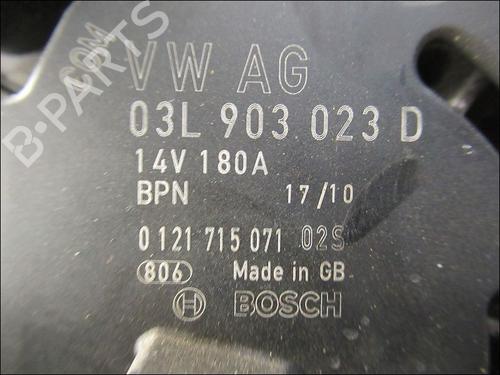 VW AG
03L 903 023 D
14V 180A
BPN 17/10
0 121 715 071 02S
806 Made in GB
BOSCH
B-PARTS.COM